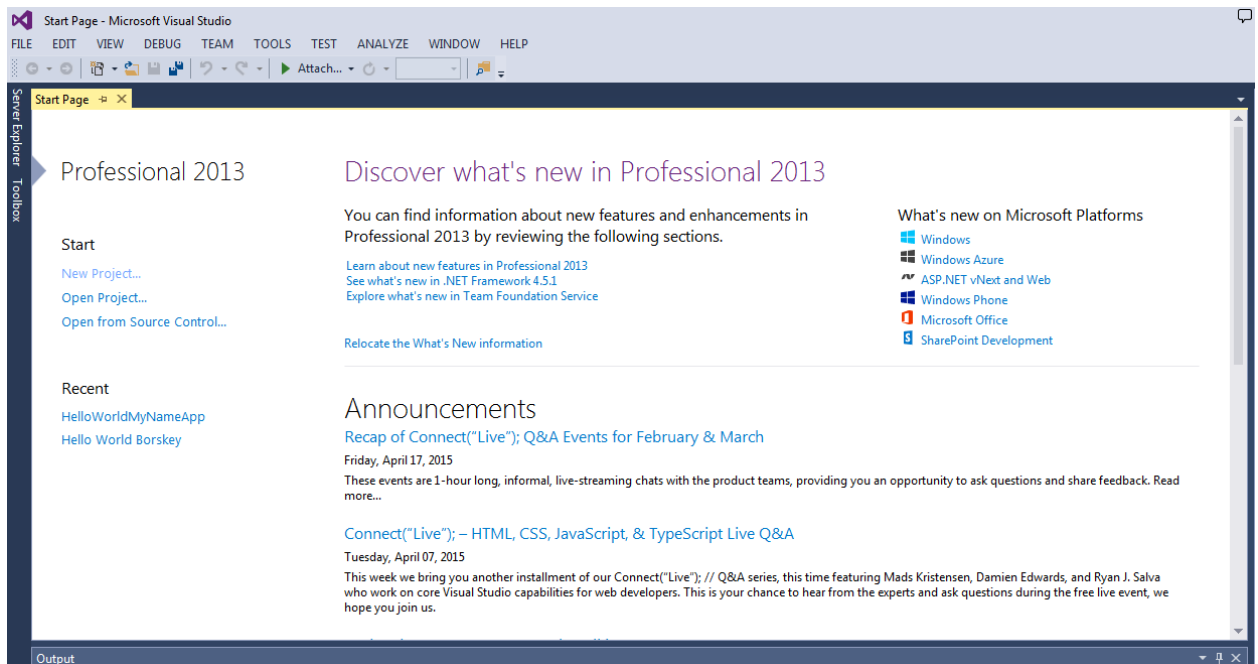 Start Page - Microsoft Visual Studio
FILE EDIT VIEW DEBUG TEAM TOOLS TEST ANALYZE WINDOW HELP
Attach...
Server Explorer
Toolbox
Start Page
Professional 2013
Start
New Project...
Open Project...
Open from Source Control...
Recent
HelloWorldMyNameApp
Hello World Borskey
Discover what's new in Professional 2013
You can find information about new features and enhancements in
Professional 2013 by reviewing the following sections.
Learn about new features in Professional 2013
See what's new in .NET Framework 4.5.1
Explore what's new in Team Foundation Service
Relocate the What's New information
What's new on Microsoft Platforms
Windows
Windows Azure
ASP.NET vNext and Web
Windows Phone
Microsoft Office
SharePoint Development
Announcements
Recap of Connect(“Live”); Q&A Events for February & March
Friday, April 17, 2015
These events are 1-hour long, informal, live-streaming chats with the product teams, providing you an opportunity to ask questions and share feedback. Read
more...
Connect(“Live”); – HTML, CSS, JavaScript, & TypeScript Live Q&A
Tuesday, April 07, 2015
This week we bring you another installment of our Connect("Live"); // Q&A series, this time featuring Mads Kristensen, Damien Edwards, and Ryan J. Salva
who work on core Visual Studio capabilities for web developers. This is your chance to hear from the experts and ask questions during the free live event, we
hope you join us.
Output